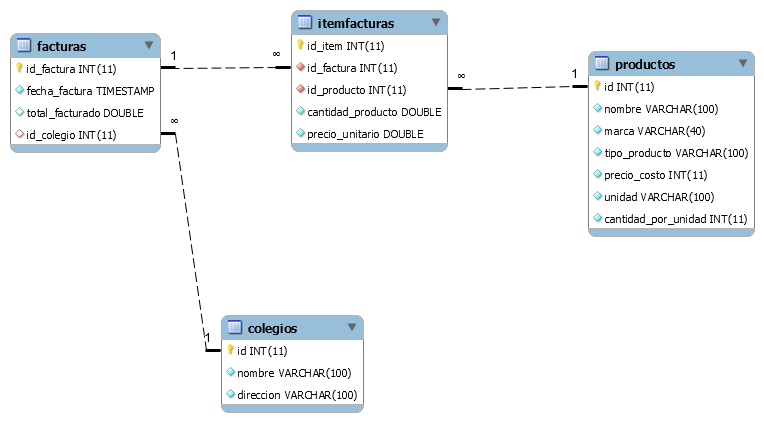 facturas
id_factura INT(11)
fecha_factura TIMESTAMP
total_facturado DOUBLE
id_colegio INT(11)
1
∞
∞
itemfacturas
id_item INT(11)
id_factura INT(11)
id_producto INT(11)
cantidad_producto DOUBLE
precio_unitario DOUBLE
∞
1
productos
id INT(11)
nombre VARCHAR(100)
marca VARCHAR(40)
tipo_producto VARCHAR(100)
precio_costo INT(11)
unidad VARCHAR(100)
cantidad_por_unidad INT(11)
1
colegios
id INT(11)
nombre VARCHAR(100)
direccion VARCHAR(100)